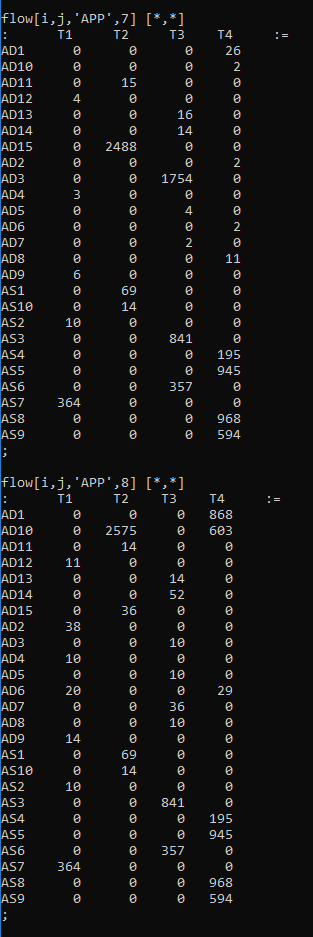 flow[i,j,'APP',7] [*,*]
:      T1     T2     T3     T4     :=
AD1       0      0      0     26
AD10      0      0      0      2
AD11      0     15      0      0
AD12      4      0      0      0
AD13      0      0     16      0
AD14      0      0     14      0
AD15      0   2488      0      0
AD2       0      0      0      2
AD3       0      0   1754      0
AD4       3      0      0      0
AD5       0      0      4      0
AD6       0      0      0      2
AD7       0      0      2      0
AD8       0      0      0     11
AD9       6      0      0      0
AS1       0     69      0      0
AS10      0     14      0      0
AS2      10      0      0      0
AS3       0      0    841      0
AS4       0      0      0    195
AS5       0      0      0    945
AS6       0      0    357      0
AS7     364      0      0      0
AS8       0      0      0    968
AS9       0      0      0    594
;
flow[i,j,'APP',8] [*,*]
:      T1     T2     T3     T4     :=
AD1       0      0      0    868
AD10      0   2575      0    603
AD11      0     14      0      0
AD12     11      0      0      0
AD13      0      0     14      0
AD14      0      0     52      0
AD15      0     36      0      0
AD2      38      0      0      0
AD3       0      0     10      0
AD4      10      0      0      0
AD5       0      0     10      0
AD6      20      0      0     29
AD7       0      0     36      0
AD8       0      0     10      0
AD9      14      0      0      0
AS1       0     69      0      0
AS10      0     14      0      0
AS2      10      0      0      0
AS3       0      0    841      0
AS4       0      0      0    195
AS5       0      0      0    945
AS6       0      0    357      0
AS7     364      0      0      0
AS8       0      0      0    968
AS9       0      0      0    594
;